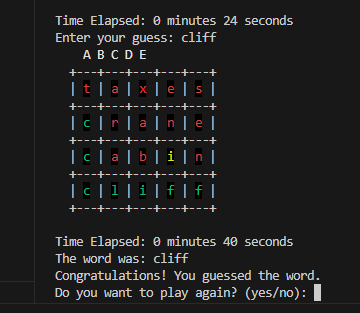 Time Elapsed: 0 minutes 24 seconds
Enter your guess: cliff
A B C D E
+---+---+---+---+---+
| t | a | x | e | s |
+---+---+---+---+---+
| c | r | a | n | e |
+---+---+---+---+---+
| c | a | b | i | n |
+---+---+---+---+---+
| c | l | i | f | f |
+---+---+---+---+---+
Time Elapsed: 0 minutes 40 seconds
The word was: cliff
Congratulations! You guessed the word.
Do you want to play again? (yes/no):